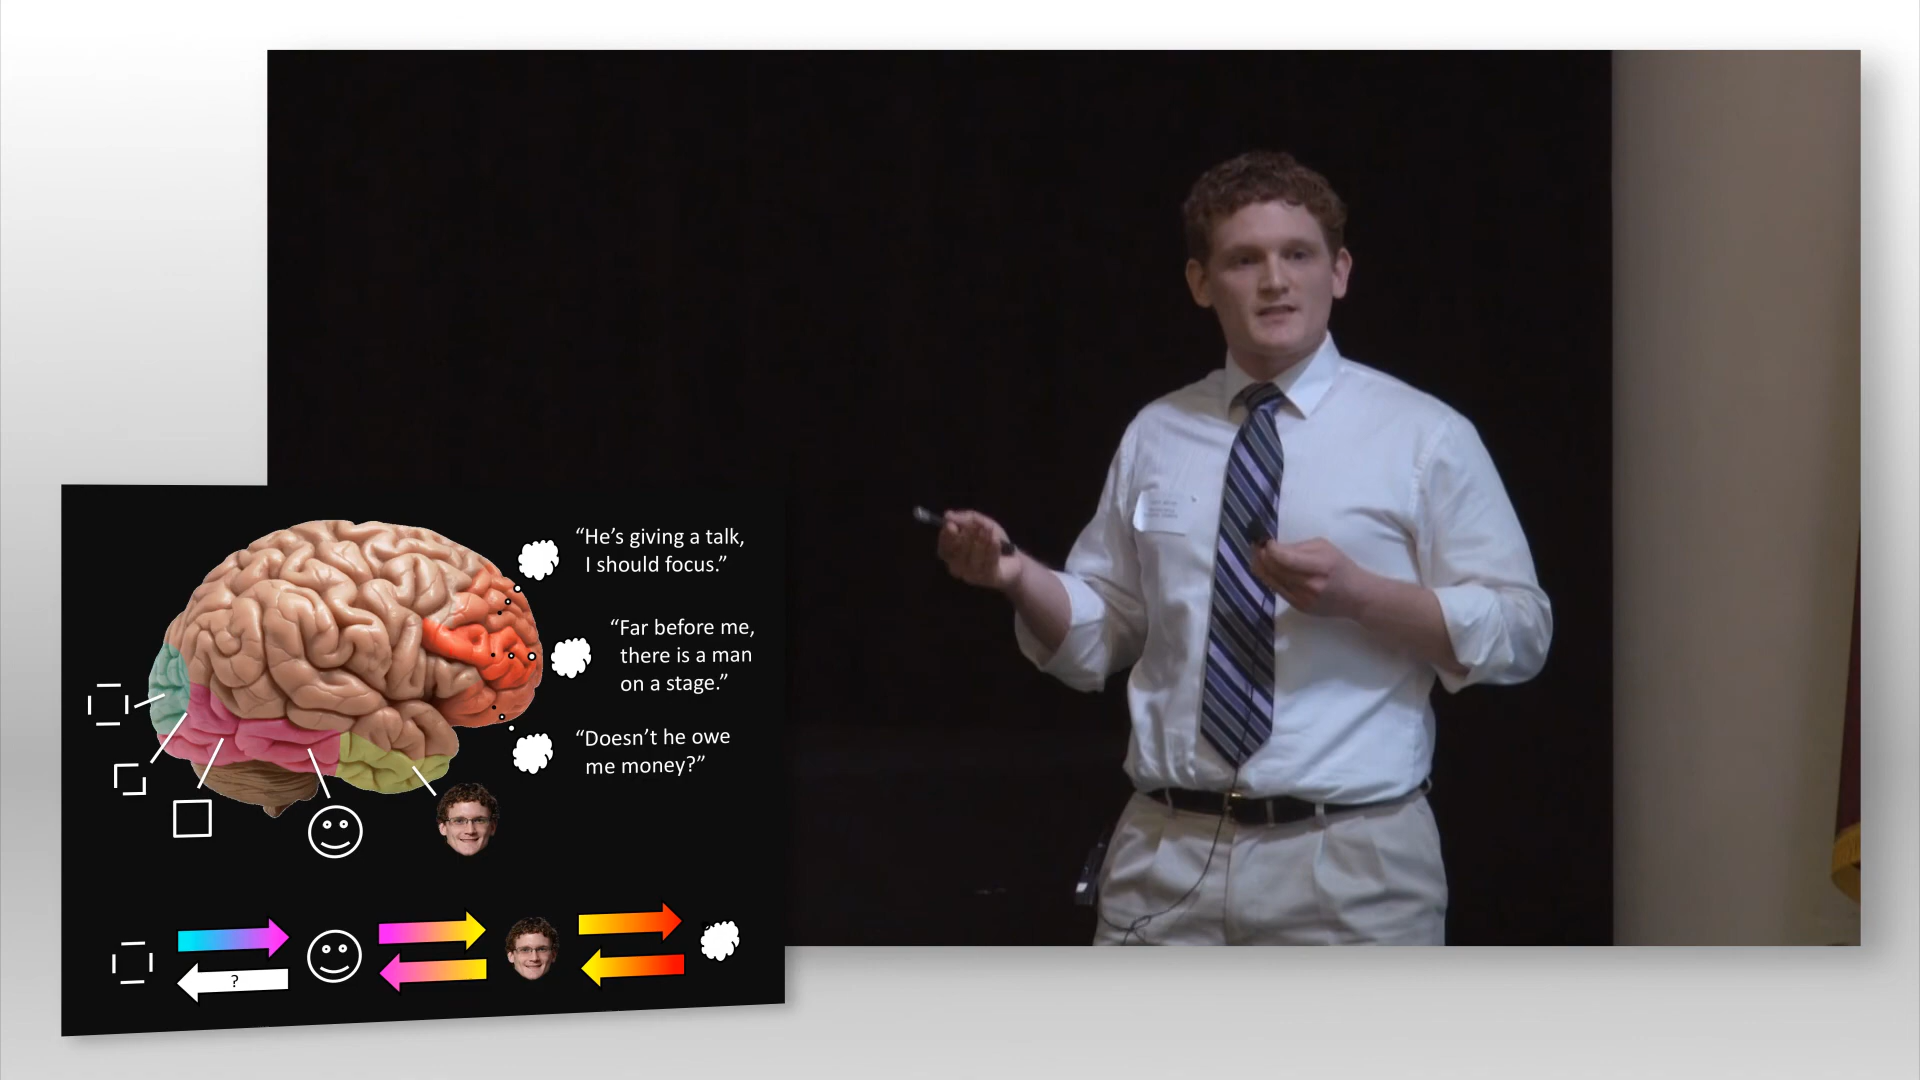 “He’s giving a talk,
I should focus.”
“Far before me,
there is a man
on a stage.”
“Doesn’t he owe
me money?”
?